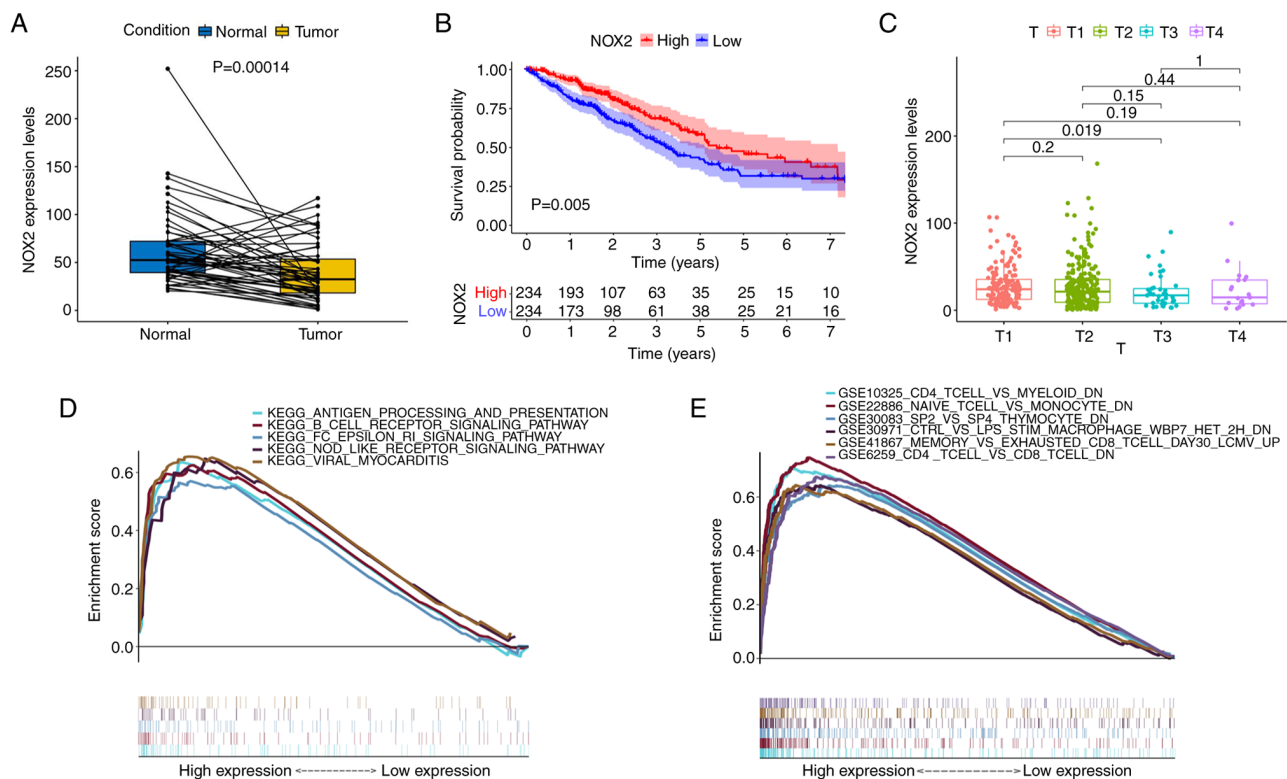 A
Condition Normal Tumor
P=0.00014
NOX2 expression levels
250
200
150
100
50
0
Normal Tumor
B
NOX2 High Low
Survival probability
1.00
0.75
0.50
0.25
0.00
P=0.005
0 1 2 3 5 5 6 7
Time (years)
NOX2
High 234 193 107 63 35 25 15 10
Low 234 173 98 61 38 25 21 16
0 1 2 3 5 5 6 7
Time (years)
C
T T1 T2 T3 T4
NOX2 expression levels
200
100
0
1
0.44
0.15
0.19
0.019
0.2
T1 T2 T3 T4
T
D
KEGG_ANTIGEN_PROCESSING_AND_PRESENTATION
KEGG_B_CELL_RECEPTOR_SIGNALING_PATHWAY
KEGG_FC_EPSILON_RI_SIGNALING_PATHWAY
KEGG_NOD_LIKE_RECEPTOR_SIGNALING_PATHWAY
KEGG_VIRAL_MYOCARDITIS
Enrichment score
0.6
0.4
0.2
0.0
High expression Low expression
E
GSE10325_CD4_TCELL_VS_MYELOID_DN
GSE22886_NAIVE_TCELL_VS_MONOCYTE_DN
GSE30083_SP2_VS_SP4_THYMOCYTE_DN
GSE30971_CTRL_VS_LPS_STIM_MACROPHAGE_WBP7_HET_2H_DN
GSE41867_MEMORY_VS_EXHAUSTED_CD8_TCELL_DAY30_LCMV_UP
GSE6259_CD4_TCELL_VS_CD8_TCELL_DN
Enrichment score
0.6
0.4
0.2
0.0
High expression Low expression